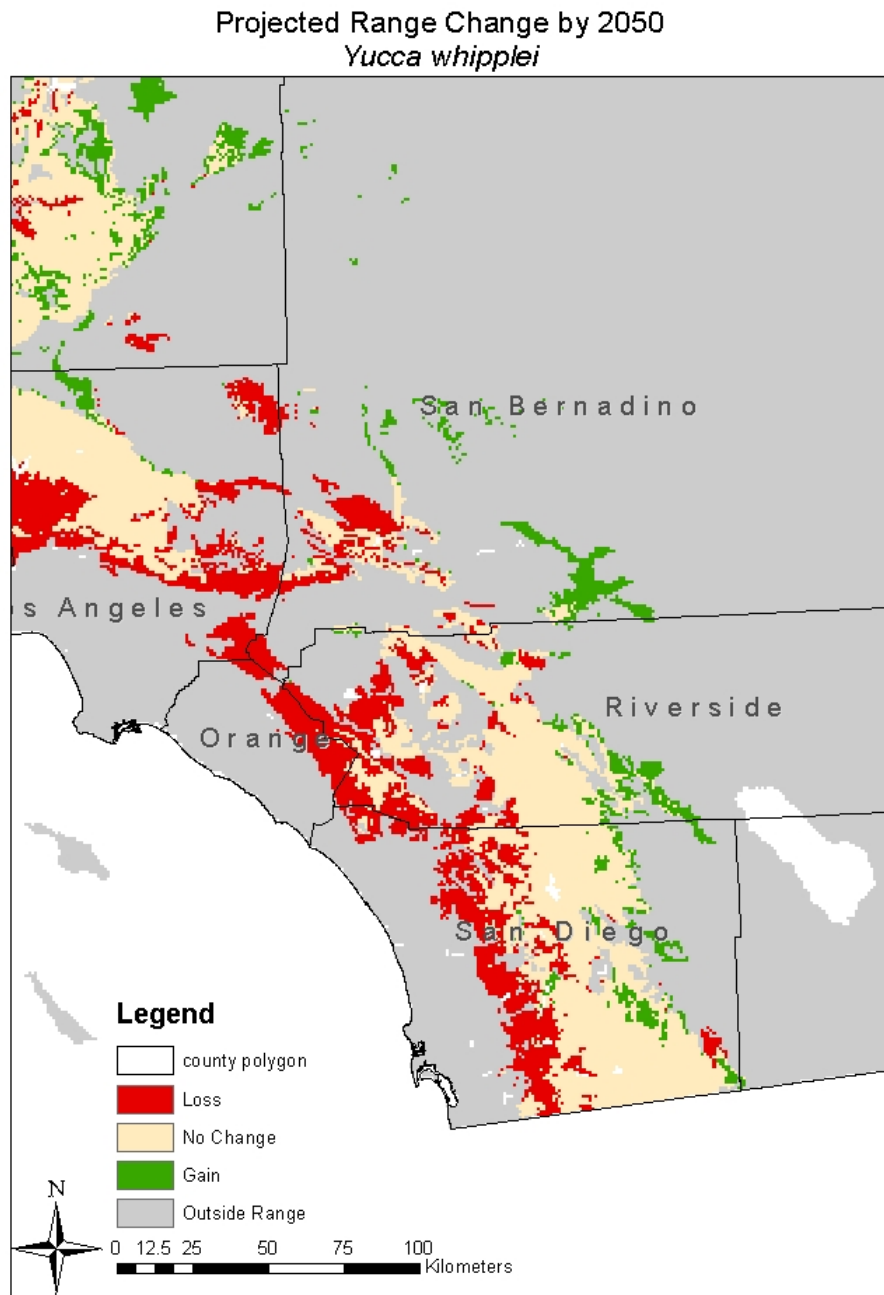 Projected Range Change by 2050
Yucca whipplei
San Bernadino
os Angeles
Riverside
Orange
San Diego
Legend
county polygon
Loss
No Change
Gain
Outside Range
N
0 12.5 25 50 75 100
Kilometers